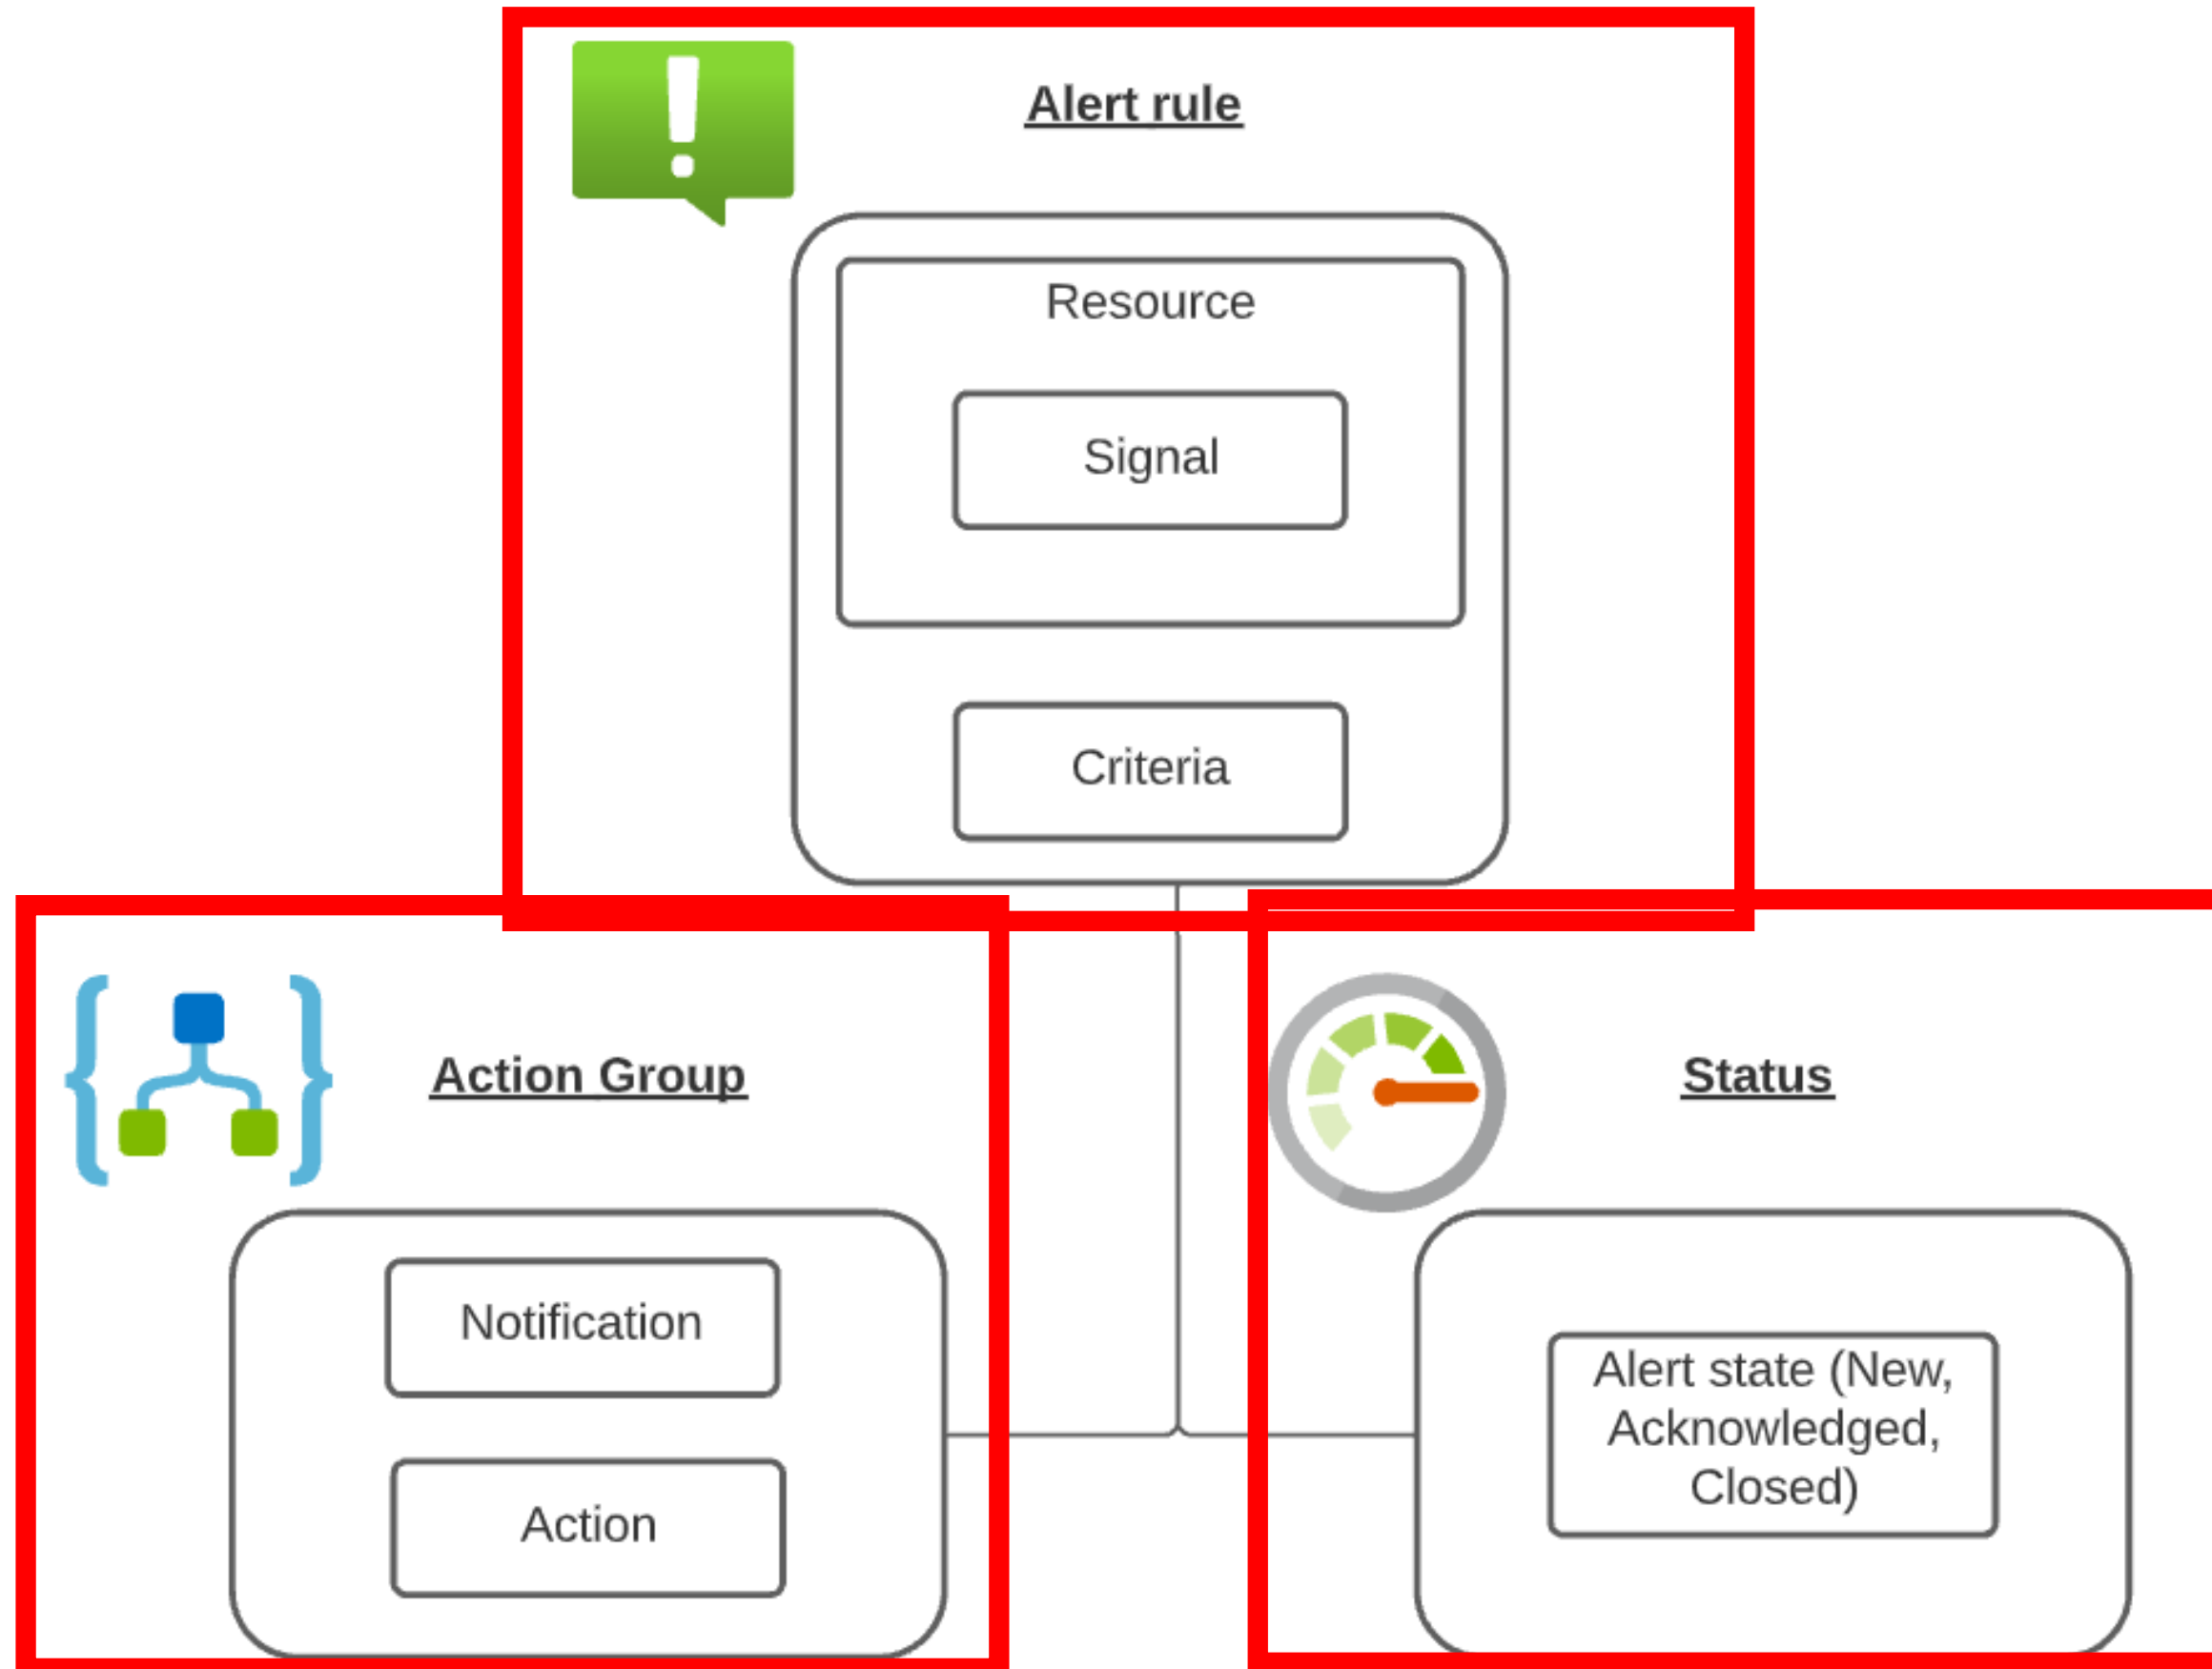 Alert rule
Resource
Signal
Criteria
Action Group
Notification
Action
Status
Alert state (New,
Acknowledged,
Closed)